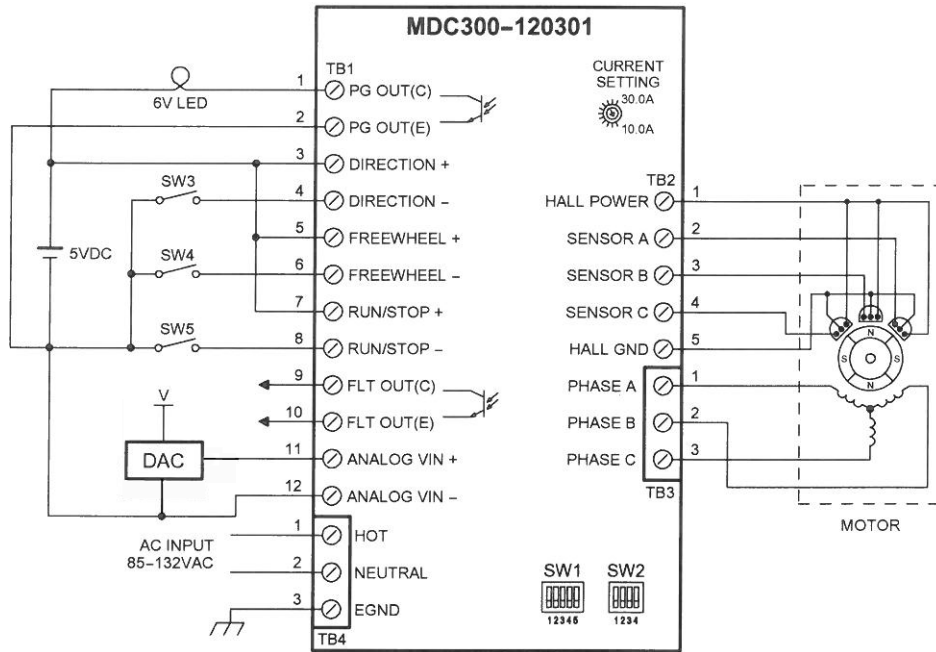 MDC300-120301
TB1
CURRENT
SETTING
30.0A
10.0A
1 PG OUT(C)
6V LED
2 PG OUT(E)
3 DIRECTION +
SW3
4 DIRECTION –
5 FREEWHEEL +
5VDC
SW4
6 FREEWHEEL –
7 RUN/STOP +
SW5
8 RUN/STOP –
9 FLT OUT(C)
10 FLT OUT(E)
V
DAC
11 ANALOG VIN +
12 ANALOG VIN –
AC INPUT
85–132VAC
1 HOT
2 NEUTRAL
3 EGND
TB4
TB2
HALL POWER 1
SENSOR A 2
SENSOR B 3
SENSOR C 4
HALL GND 5
PHASE A 1
PHASE B 2
PHASE C 3
TB3
N
S
S
N
MOTOR
SW1
12345
SW2
1234